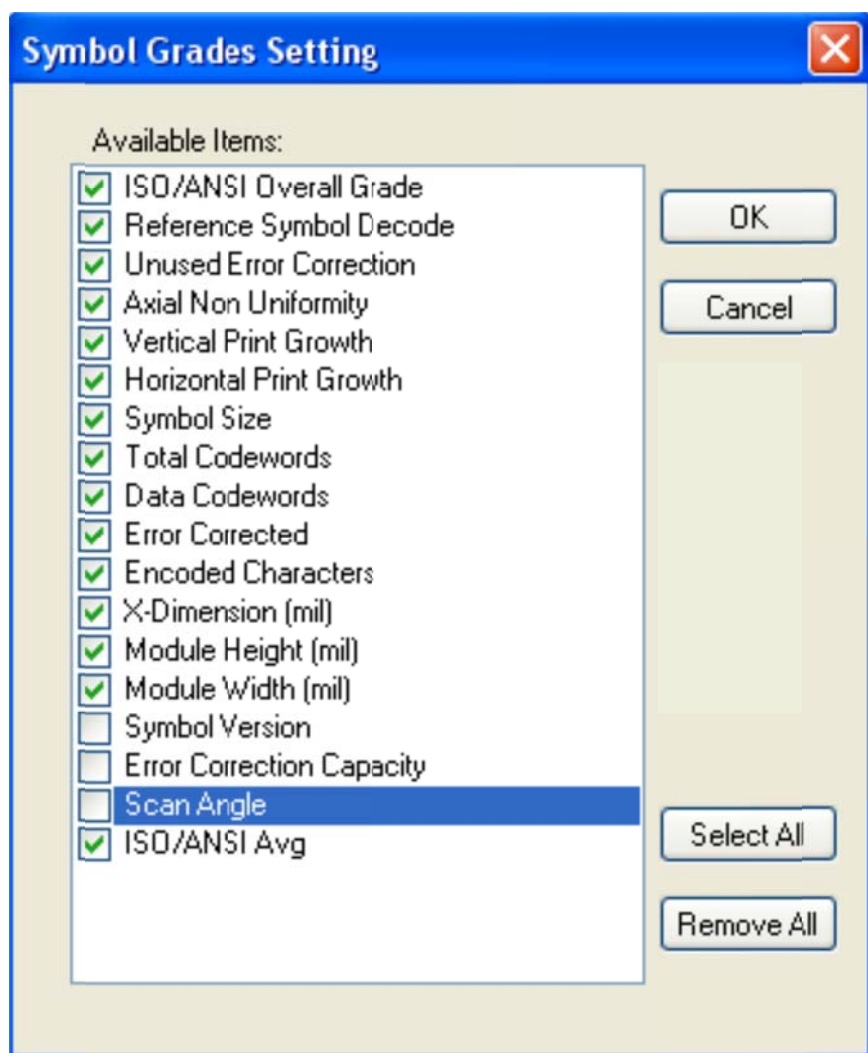 Symbol Grades Setting
Available Items:
ISO/ANSI Overall Grade
Reference Symbol Decode
Unused Error Correction
Axial Non Uniformity
Vertical Print Growth
Horizontal Print Growth
Symbol Size
Total Codewords
Data Codewords
Error Corrected
Encoded Characters
X-Dimension (mil)
Module Height (mil)
Module Width (mil)
Symbol Version
Error Correction Capacity
Scan Angle
ISO/ANSI Avg
OK
Cancel
Select All
Remove All